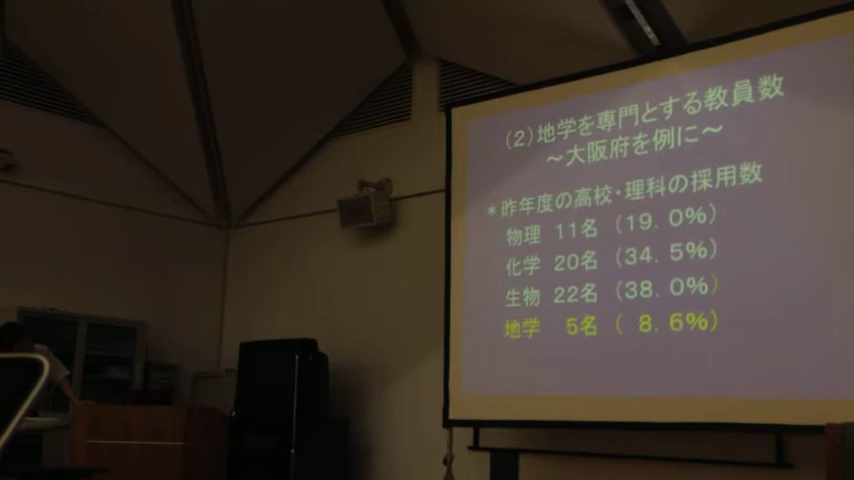 （2）地学を専門とする教員数
～大阪府を例に～
＊昨年度の高校・理科の採用数
物理 11名（19．0％）
化学 20名（34．5％）
生物 22名（38．0％）
地学 5名（ 8．6％）